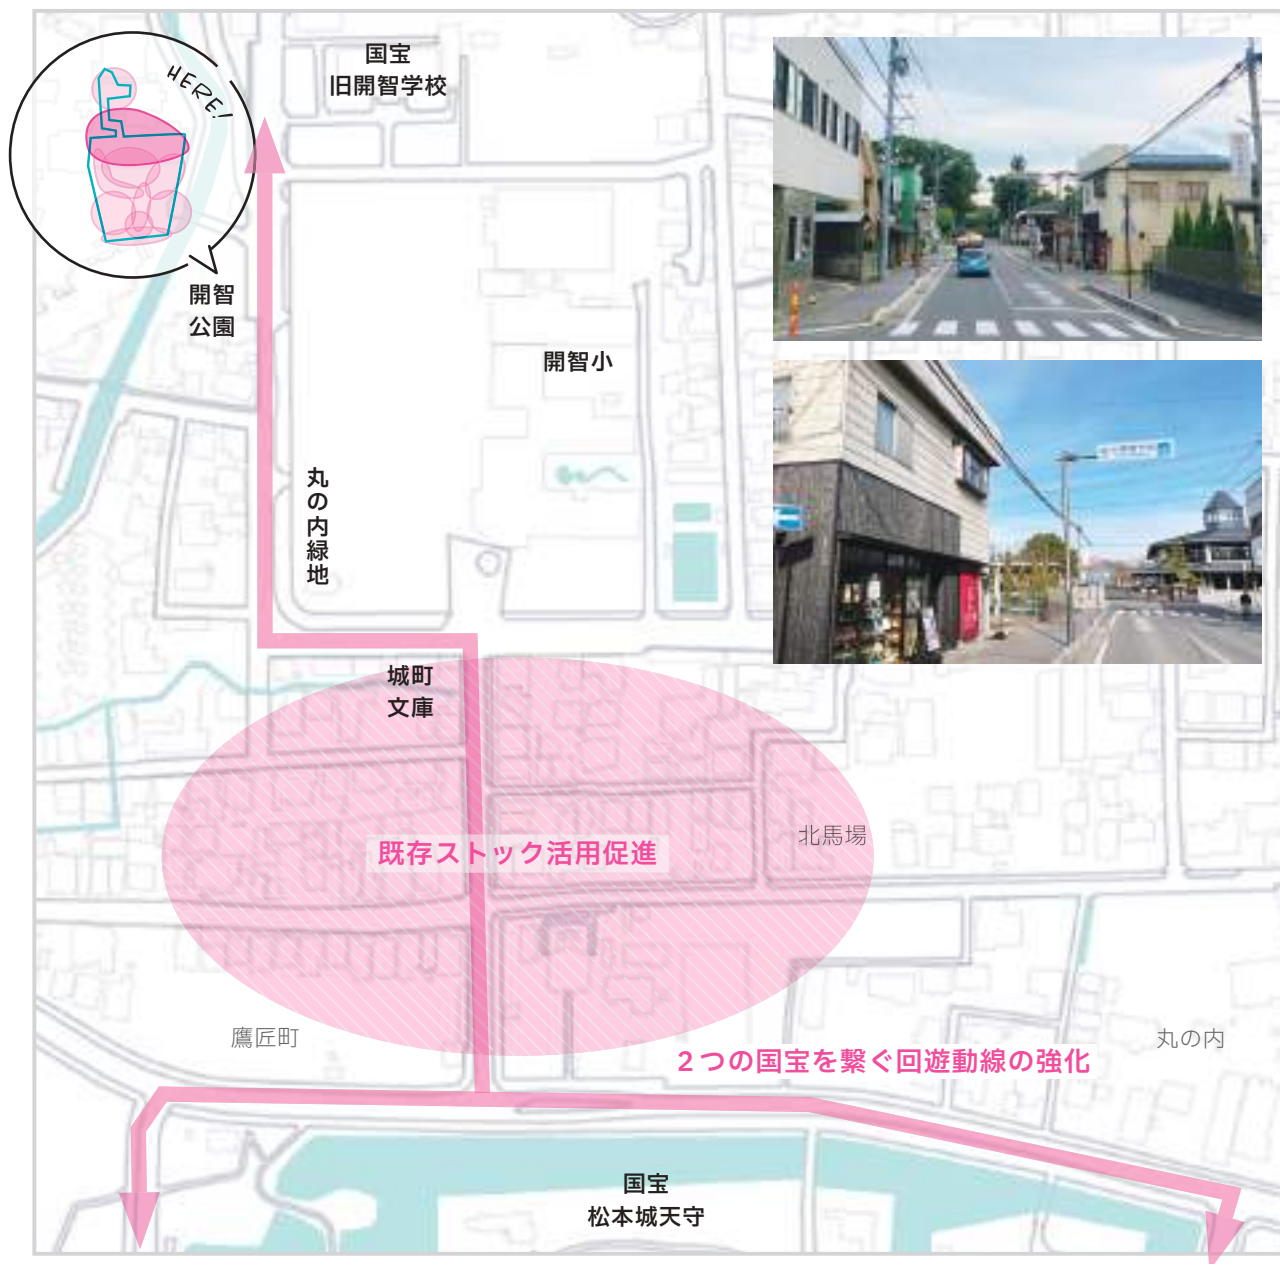 国宝
旧開智学校
HERE!
開智
公園
開智小
丸の内緑地
城町
文庫
既存ストック活用促進
北馬場
鷹匠町
丸の内
2つの国宝を繋ぐ回遊動線の強化
国宝
松本城天守